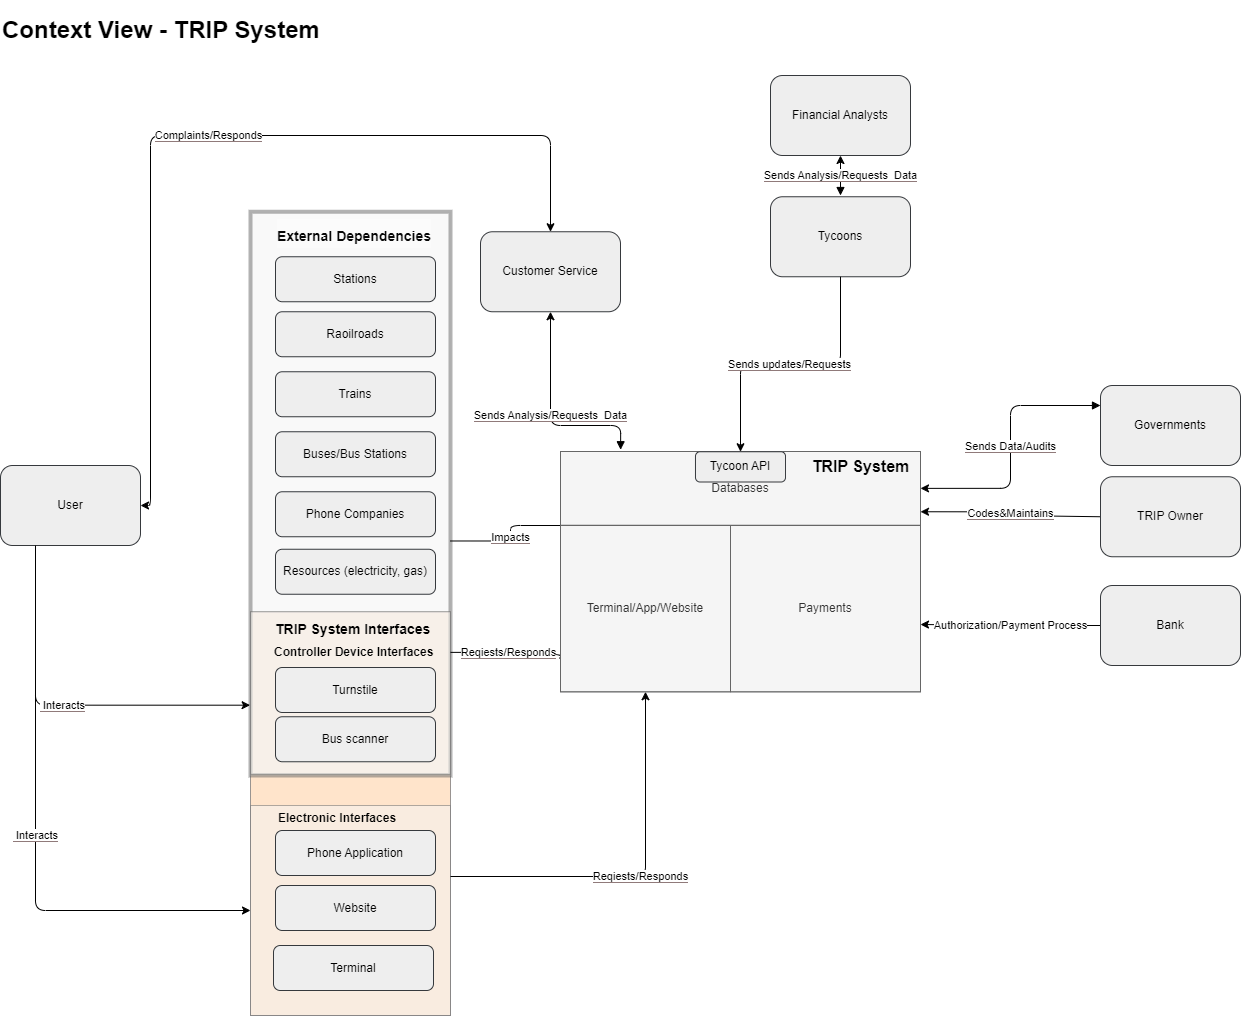 Context View - TRIP System
Financial Analysts
Complaints/Responds
Sends Analysis/Requests  Data
Tycoons
External Dependencies
Customer Service
Stations
Raoilroads
Sends updates/Requests
Trains
Sends Analysis/Requests  Data
Governments
Sends Data/Audits
Buses/Bus Stations
Tycoon API
TRIP System
Databases
User
Phone Companies
Codes&Maintains
TRIP Owner
Impacts
Resources (electricity, gas)
Terminal/App/Website
Payments
Authorization/Payment Process
Bank
TRIP System Interfaces
Controller Device Interfaces
Reqiests/Responds
Turnstile
Interacts
Bus scanner
Electronic Interfaces
Interacts
Phone Application
Reqiests/Responds
Website
Terminal